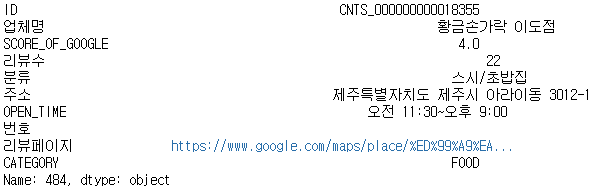 ID CNTS_000000000018355
업체명 황금손가락 이도점
SCORE_OF_GOOGLE 4.0
리뷰수 22
분류 스시/초밥집
주소 제주특별자치도 제주시 아라이동 3012-1
OPEN_TIME 오전 11:30~오후 9:00
번호
리뷰페이지 https://www.google.com/maps/place/%ED%99%A9%EA...
CATEGORY FOOD
Name: 484, dtype: object